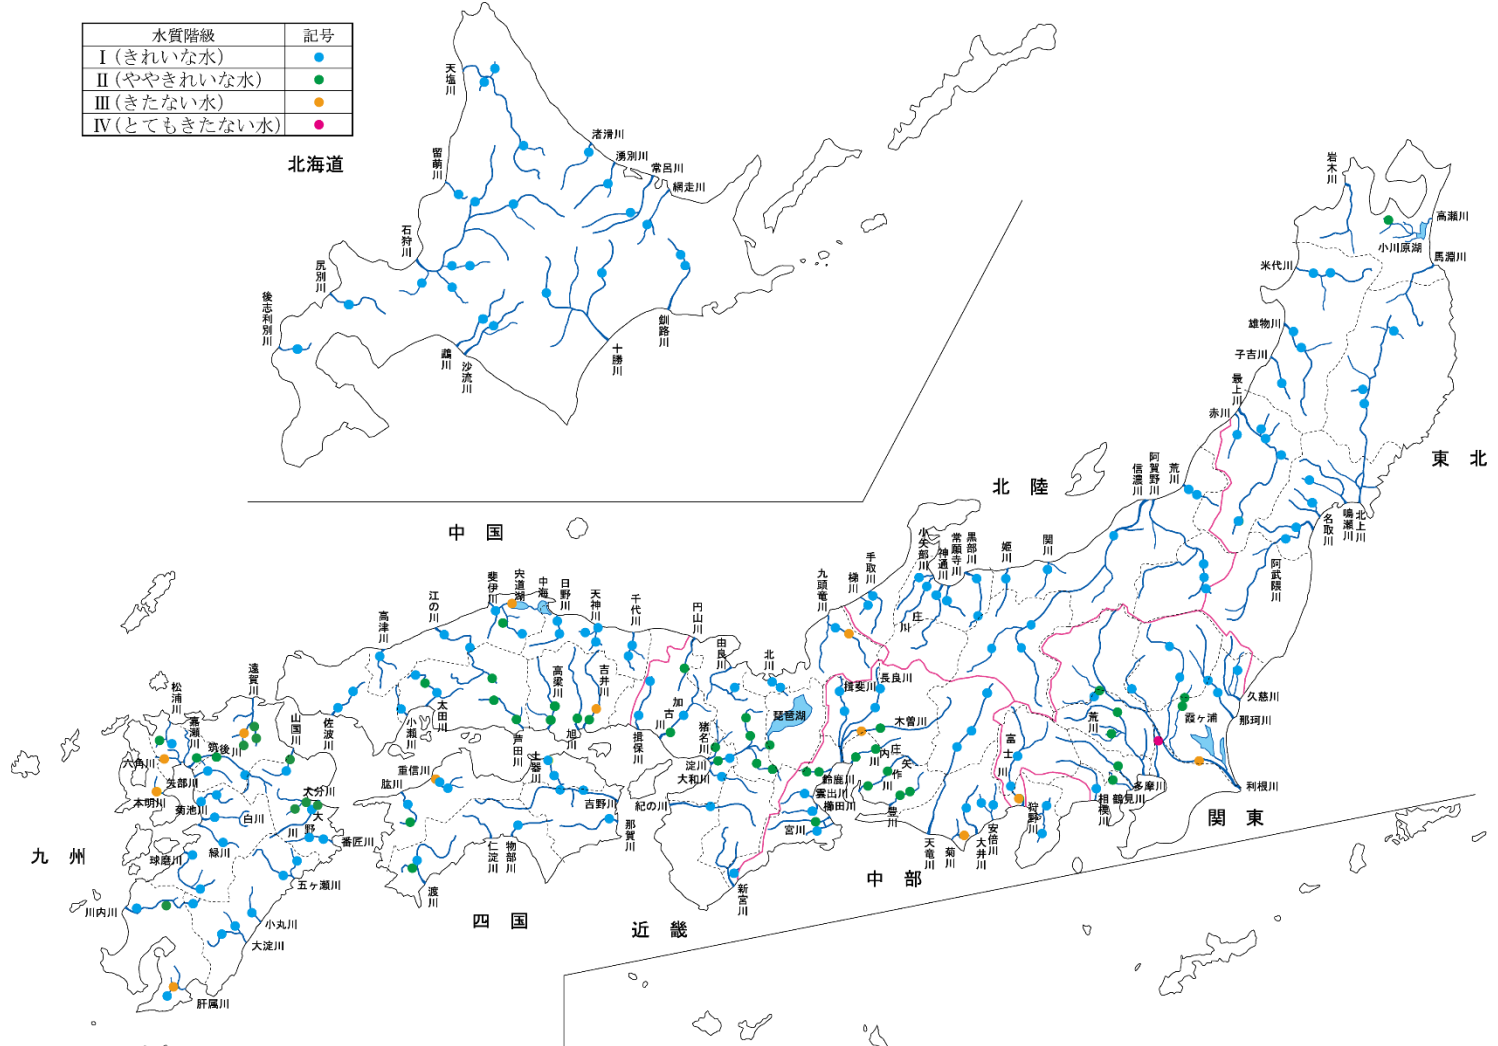 水質階級 記号
Ⅰ(きれいな水)
Ⅱ(ややきれいな水)
Ⅲ(きたない水)
Ⅳ(とてもきたない水)
北海道
天塩川
留萌川
石狩川
尻別川
後志利別川
鵡川
沙流川
十勝川
釧路川
渚滑川
湧別川
常呂川
網走川
東北
岩木川
高瀬川
小川原湖
馬淵川
米代川
雄物川
子吉川
最上川
赤川
北上川
鳴瀬川
名取川
阿武隈川
北陸
荒川
阿賀野川
信濃川
関川
姫川
黒部川
常願寺川
神通川
庄川
小矢部川
手取川
梯川
関東
久慈川
那珂川
霞ヶ浦
利根川
荒川
多摩川
鶴見川
相模川
富士川
中部
狩野川
安倍川
大井川
菊川
天竜川
豊川
矢作川
庄内川
木曽川
長良川
揖斐川
鈴鹿川
雲出川
櫛田川
宮川
近畿
九頭竜川
北川
由良川
円山川
琵琶湖
加古川
揖保川
猪名川
淀川
大和川
紀の川
新宮川
中国
千代川
天神川
日野川
中海
宍道湖
斐伊川
江の川
高津川
吉井川
旭川
高梁川
芦田川
太田川
小瀬川
佐波川
四国
重信川
肱川
土器川
吉野川
那賀川
物部川
仁淀川
渡川
九州
遠賀川
山国川
松浦川
嘉瀬川
筑後川
六角川
本明川
矢部川
菊池川
白川
緑川
球磨川
川内川
大分川
大野川
番匠川
五ヶ瀬川
小丸川
大淀川
肝属川